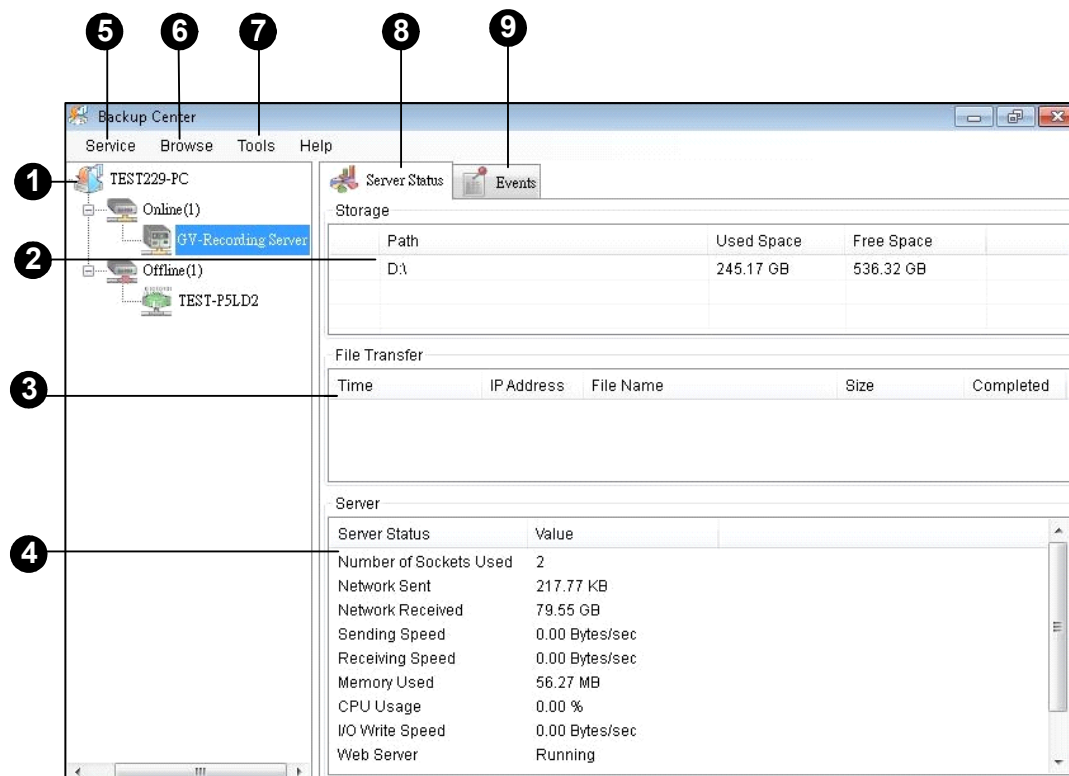 5 6 7 8 9
Backup Center
Service Browse Tools Help
1 TEST229-PC
Online(1)
GV-Recording Server
2 Offline(1)
TEST-P5LD2
3
4
Server Status Events
Storage
Path Used Space Free Space
D:\ 245.17 GB 536.32 GB
File Transfer
Time IP Address File Name Size Completed
Server
Server Status Value
Number of Sockets Used 2
Network Sent 217.77 KB
Network Received 79.55 GB
Sending Speed 0.00 Bytes/sec
Receiving Speed 0.00 Bytes/sec
Memory Used 56.27 MB
CPU Usage 0.00 %
I/O Write Speed 0.00 Bytes/sec
Web Server Running